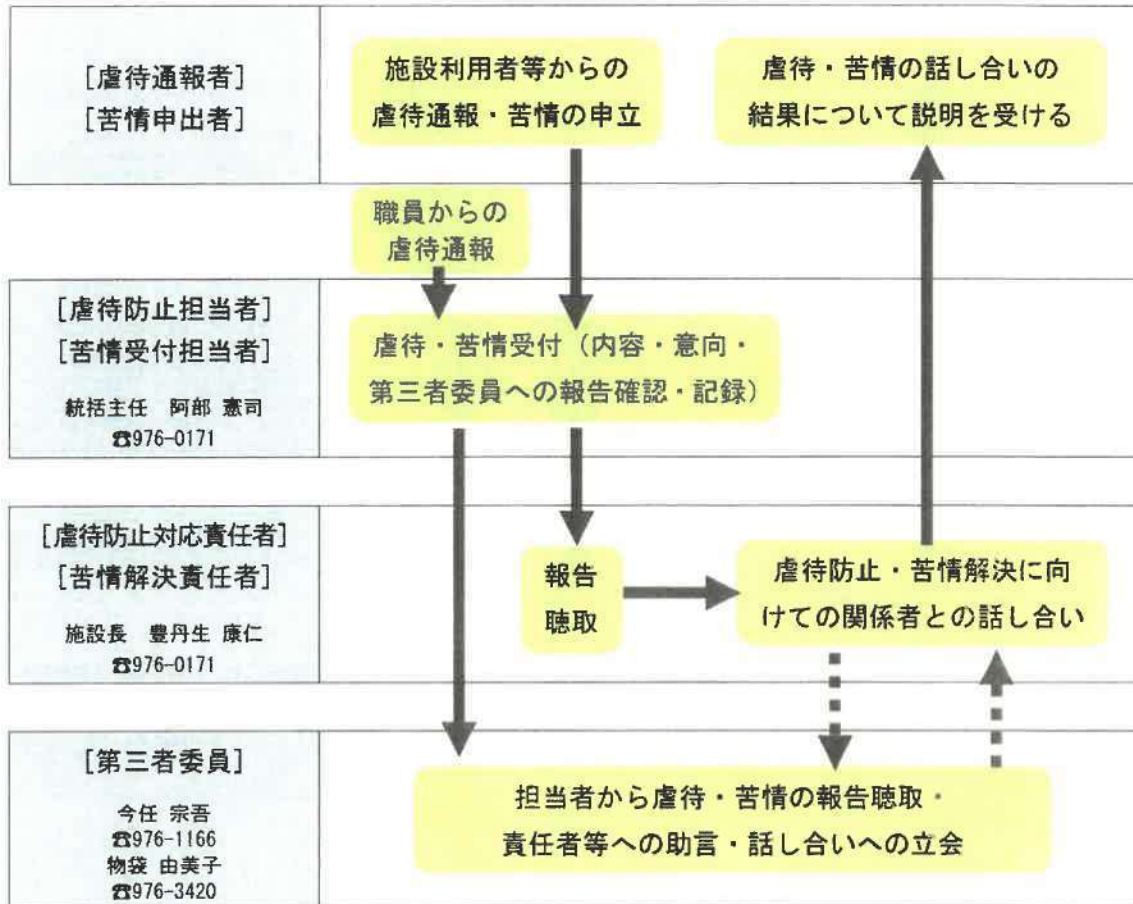 [虐待通報者]
[苦情申出者]
施設利用者等からの
虐待通報・苦情の申立
虐待・苦情の話し合いの
結果について説明を受ける
職員からの
虐待通報
[虐待防止担当者]
[苦情受付担当者]
統括主任　阿部 憲司
☎976-0171
虐待・苦情受付（内容・意向・
第三者委員への報告確認・記録）
[虐待防止対応責任者]
[苦情解決責任者]
施設長　豊丹生 康仁
☎976-0171
報告
聴取
虐待防止・苦情解決に向
けての関係者との話し合い
[第三者委員]
今任 宗吾
☎976-1166
物袋 由美子
☎976-3420
担当者から虐待・苦情の報告聴取・
責任者等への助言・話し合いへの立会